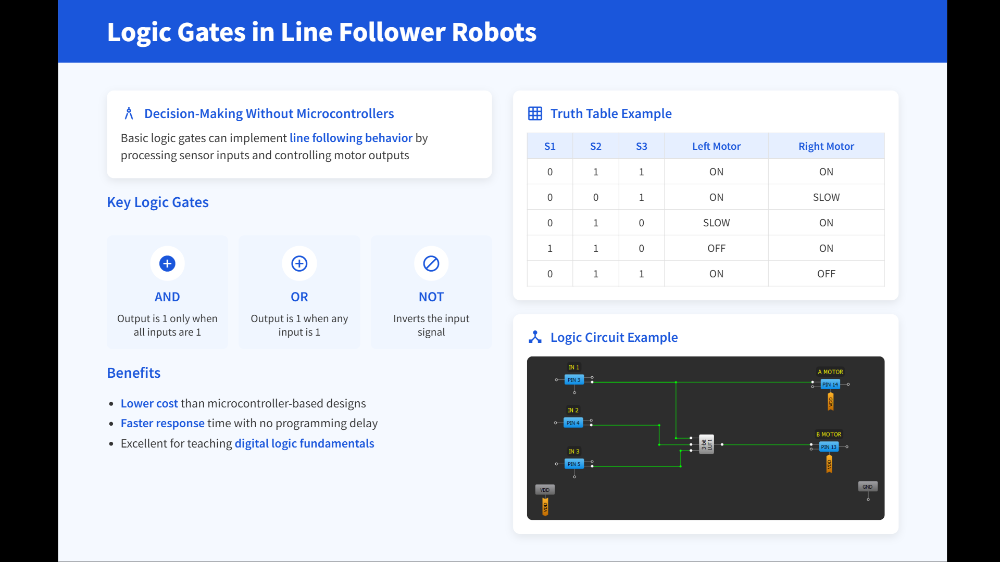 Logic Gates in Line Follower Robots
Decision-Making Without Microcontrollers
Basic logic gates can implement line following behavior by
processing sensor inputs and controlling motor outputs
Key Logic Gates
AND
Output is 1 only when
all inputs are 1
OR
Output is 1 when any
input is 1
NOT
Inverts the input
signal
Benefits
• Lower cost than microcontroller-based designs
• Faster response time with no programming delay
• Excellent for teaching digital logic fundamentals
Truth Table Example
S1 S2 S3 Left Motor Right Motor
0 1 1 ON ON
0 0 1 ON SLOW
0 1 0 SLOW ON
1 1 0 OFF ON
0 1 1 ON OFF
Logic Circuit Example
IN 1
PIN 3
A MOTOR
PIN 14
VDD
IN 2
PIN 4
B MOTOR
PIN 13
VDD
3-bit
LUT1
IN 3
PIN 5
VDD
VDD
GND